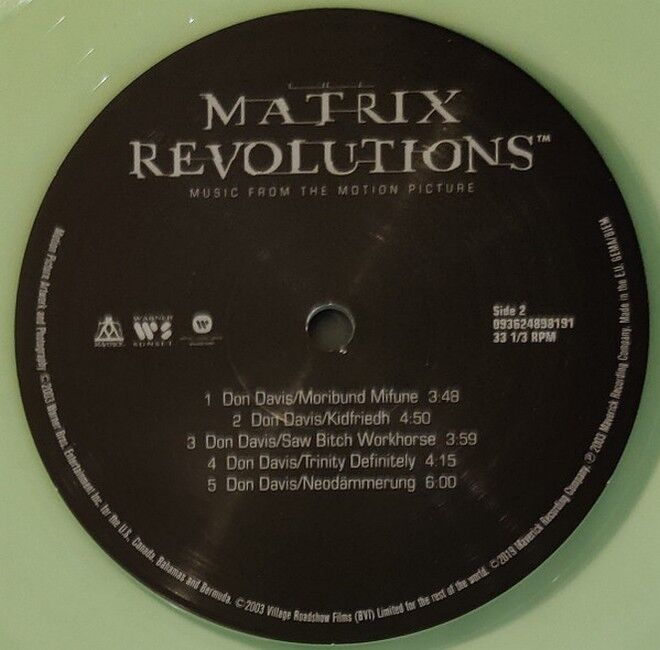 THE
MATRIX
REVOLUTIONS™
MUSIC FROM THE MOTION PICTURE
WARNER
SUNSET
Side 2
093624898191
33 1/3 RPM
1 Don Davis/Moribund Mifune 3:48
2 Don Davis/Kidfriedh 4:50
3 Don Davis/Saw Bitch Workhorse 3:59
4 Don Davis/Trinity Definitely 4:15
5 Don Davis/Neodämmerung 6:00
Motion Picture Artwork and Photography ©2003 Warner Bros. Entertainment Inc. for the U.S., Canada, Bahamas and Bermuda. ©2003 Village Roadshow Films (BVI) Limited for the rest of the world. ©2019 Maverick Recording Company. ℗2003 Maverick Recording Company. Made in the E.U. GEMA/BIEM